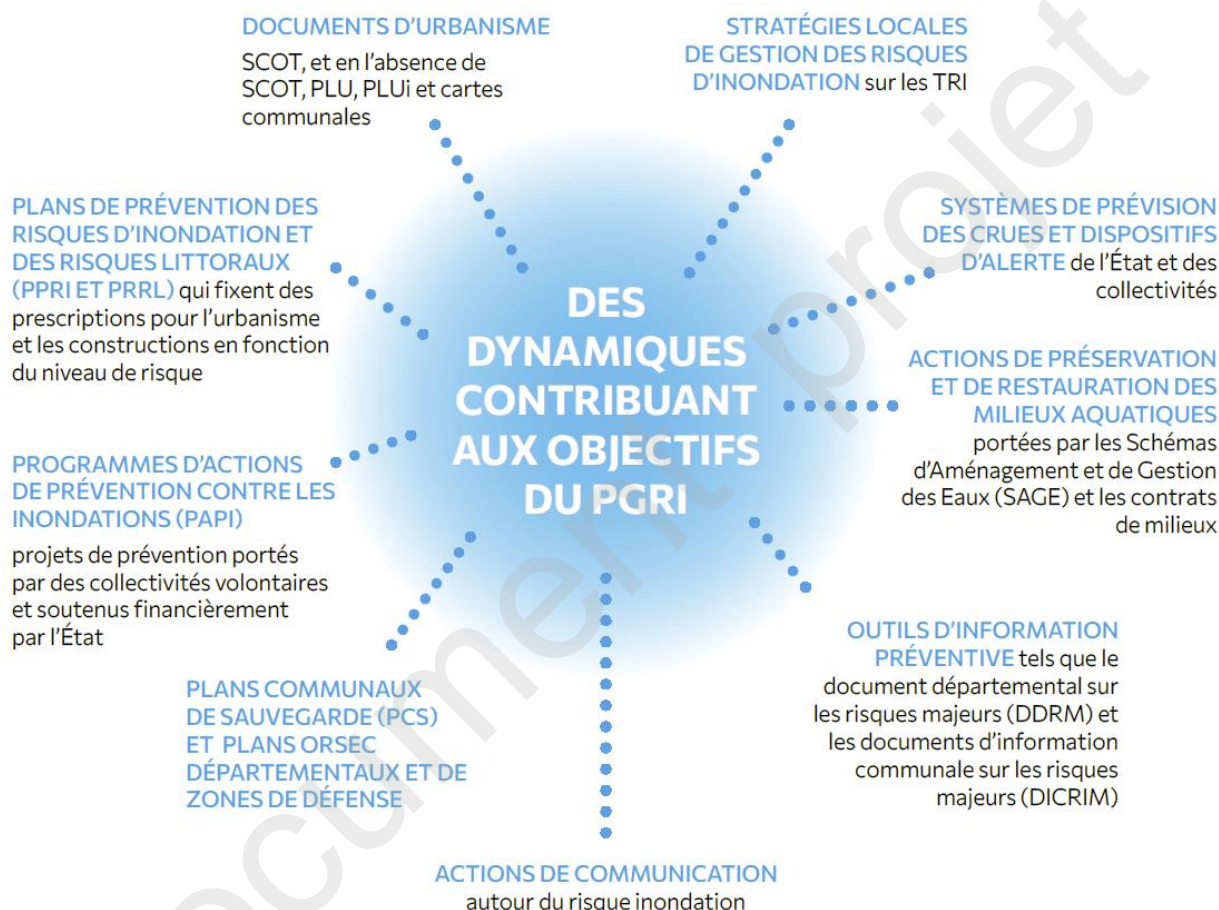 DOCUMENTS D'URBANISME
SCOT, et en l'absence de
SCOT, PLU, PLUi et cartes
communales
STRATÉGIES LOCALES
DE GESTION DES RISQUES
D'INONDATION sur les TRI
PLANS DE PRÉVENTION DES
RISQUES D'INONDATION ET
DES RISQUES LITTORAUX
(PPRI ET PRRL) qui fixent des
prescriptions pour l'urbanisme
et les constructions en fonction
du niveau de risque
SYSTÈMES DE PRÉVISION
DES CRUES ET DISPOSITIFS
D'ALERTE de l'État et des
collectivités
DES
DYNAMIQUES
CONTRIBUANT
AUX OBJECTIFS
DU PGRI
ACTIONS DE PRÉSERVATION
ET DE RESTAURATION DES
MILIEUX AQUATIQUES
portées par les Schémas
d'Aménagement et de Gestion
des Eaux (SAGE) et les contrats
de milieux
PROGRAMMES D'ACTIONS
DE PRÉVENTION CONTRE LES
INONDATIONS (PAPI)
projets de prévention portés
par des collectivités volontaires
et soutenus financièrement
par l'État
OUTILS D'INFORMATION
PRÉVENTIVE tels que le
document départemental sur
les risques majeurs (DDRM) et
les documents d'information
communale sur les risques
majeurs (DICRIM)
PLANS COMMUNAUX
DE SAUVEGARDE (PCS)
ET PLANS ORSEC
DÉPARTEMENTAUX ET DE
ZONES DE DÉFENSE
ACTIONS DE COMMUNICATION
autour du risque inondation
ocument projet